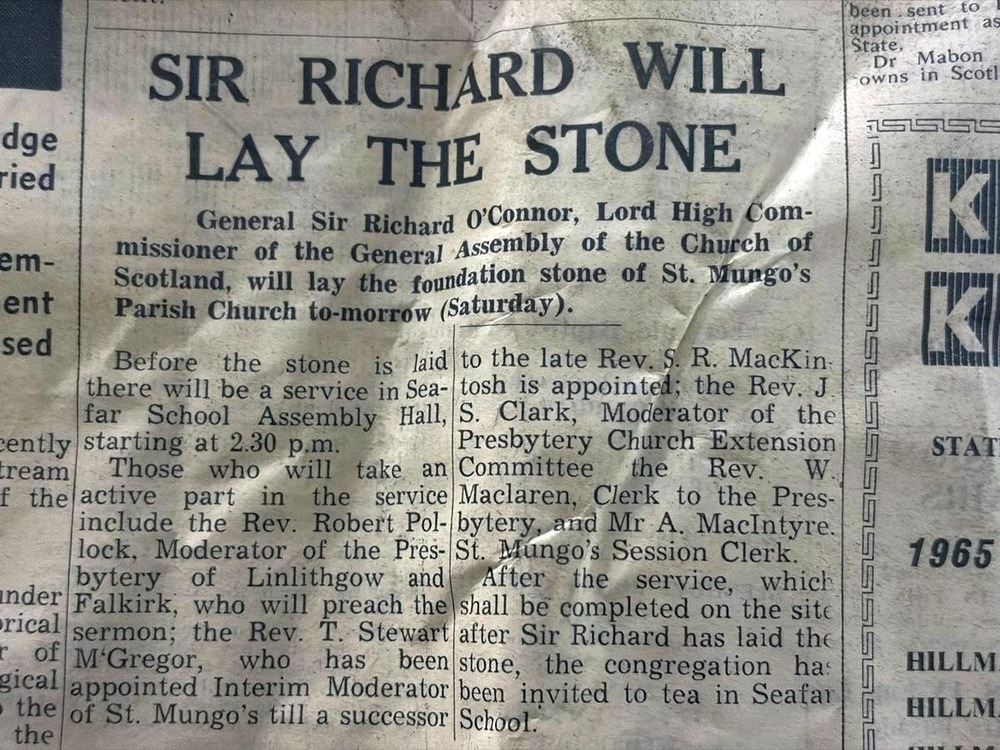 been sent to
appointment as
State.
Dr Mabon
owns in Scotl
dge
ried
em-
ent
sed
cently
tream
f the
under
orical
r of
gical
the
the
SIR RICHARD WILL
LAY THE STONE
General Sir Richard O'Connor, Lord High Com-
missioner of the General Assembly of the Church of
Scotland, will lay the foundation stone of St. Mungo's
Parish Church to-morrow (Saturday).
Before the stone is laid
there will be a service in Sea-
far School Assembly Hall,
starting at 2.30 p.m.
Those who will take an
active part in the service
include the Rev. Robert Pol-
lock, Moderator of the Pres-
bytery of Linlithgow and
Falkirk, who will preach the
sermon; the Rev. T. Stewart
M'Gregor, who has been
appointed Interim Moderator
of St. Mungo's till a successor
to the late Rev. S. R. MacKin-
tosh is appointed; the Rev. J.
S. Clark, Moderator of the
Presbytery Church Extension
Committee the Rev. W.
Maclaren, Clerk to the Pres-
bytery, and Mr A. MacIntyre.
St. Mungo's Session Clerk.
After the service, which
shall be completed on the site
after Sir Richard has laid the
stone, the congregation has
been invited to tea in Seafar
School.
K
K
STAT
1965
HILLM
HILLM